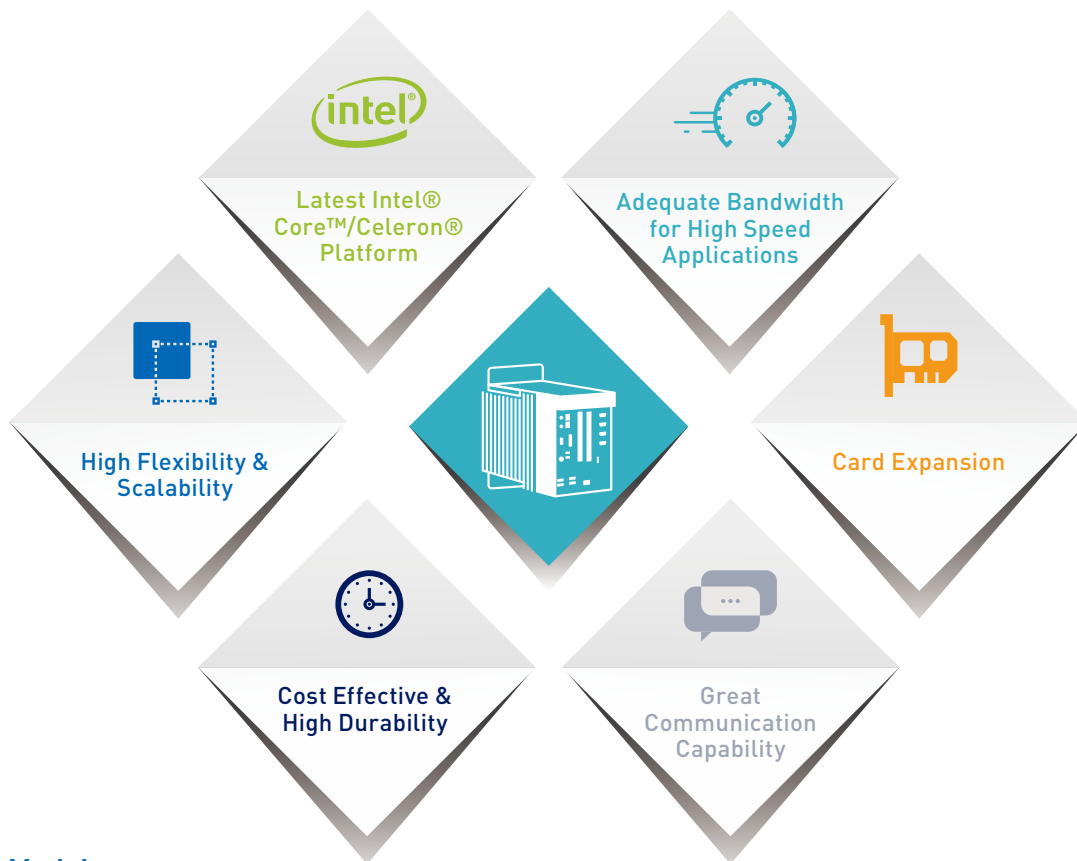 intel®
Latest Intel®
Core™/Celeron®
Platform
Adequate Bandwidth
for High Speed
Applications
High Flexibility &
Scalability
Card Expansion
Cost Effective &
High Durability
Great
Communication
Capability